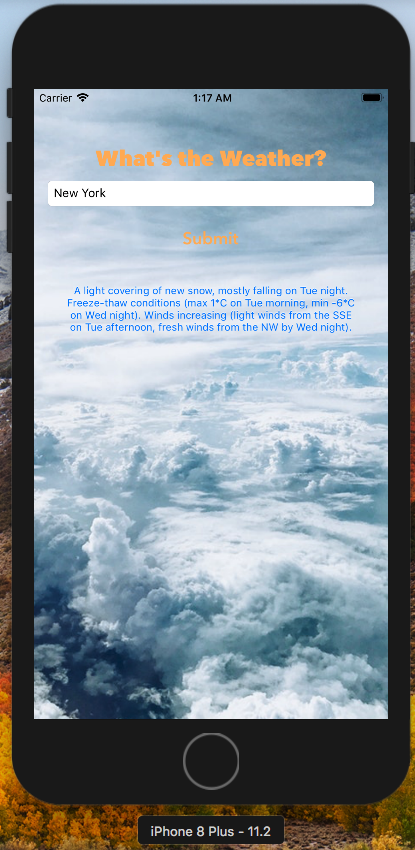 Carrier 1:17 AM
What's the Weather?
New York
Submit
A light covering of new snow, mostly falling on Tue night.
Freeze-thaw conditions (max 1°C on Tue morning, min -6°C
on Wed night). Winds increasing (light winds from the SSE
on Tue afternoon, fresh winds from the NW by Wed night).
iPhone 8 Plus - 11.2